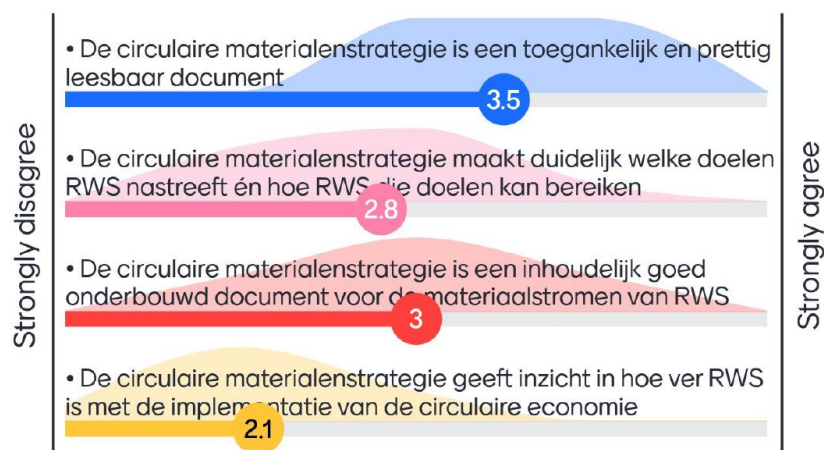 • De circulaire materialenstrategie is een toegankelijk en prettig
leesbaar document
3.5
• De circulaire materialenstrategie maakt duidelijk welke doelen
RWS nastreeft én hoe RWS die doelen kan bereiken
2.8
• De circulaire materialenstrategie is een inhoudelijk goed
onderbouwd document voor de materiaalstromen van RWS
3
• De circulaire materialenstrategie geeft inzicht in hoe ver RWS
is met de implementatie van de circulaire economie
2.1
Strongly disagree
Strongly agree